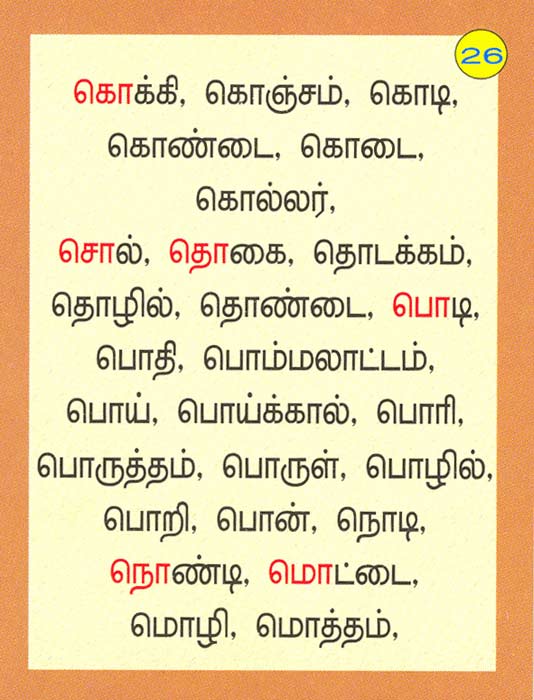 26
கொக்கி, கொஞ்சம், கொடி,
கொண்டை, கொடை,
கொல்லர்,
சொல், தொகை, தொடக்கம்,
தொழில், தொண்டை, பொடி,
பொதி, பொம்மலாட்டம்,
பொய், பொய்க்கால், பொரி,
பொருத்தம், பொருள், பொழில்,
பொறி, பொன், நொடி,
நொண்டி, மொட்டை,
மொழி, மொத்தம்,